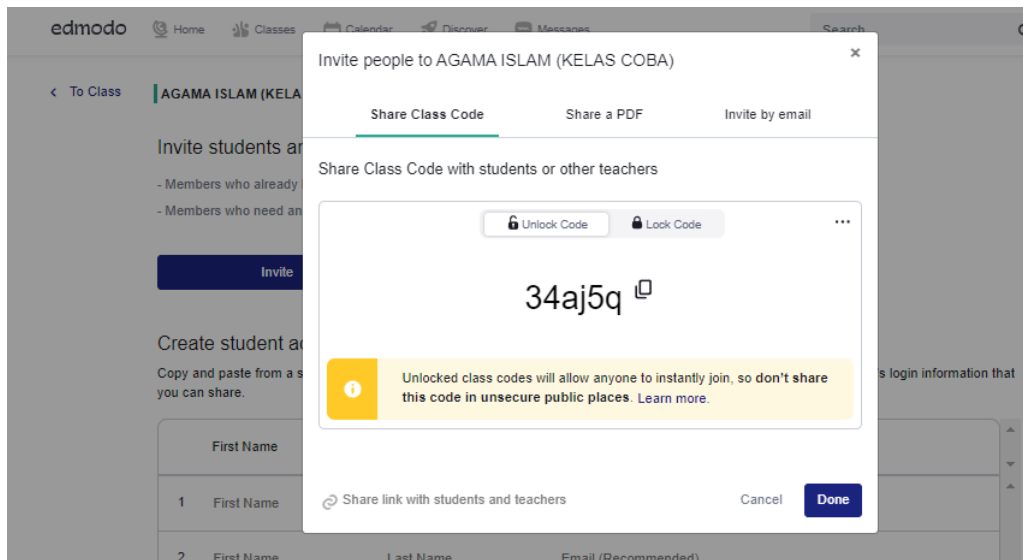 edmodo Home Classes Calendar Discover Messages Search
Invite people to AGAMA ISLAM (KELAS COBA) ×
To Class
AGAMA ISLAM (KELA
Share Class Code Share a PDF Invite by email
Invite students an
Share Class Code with students or other teachers
- Members who already
- Members who need an
Unlock Code Lock Code ...
Invite
34aj5q
Create student ac
Copy and paste from a s
's login information that
you can share.
Unlocked class codes will allow anyone to instantly join, so don't share
this code in unsecure public places. Learn more.
First Name
Share link with students and teachers Cancel Done
1 First Name
2 First Name Last Name Email (Recommended)